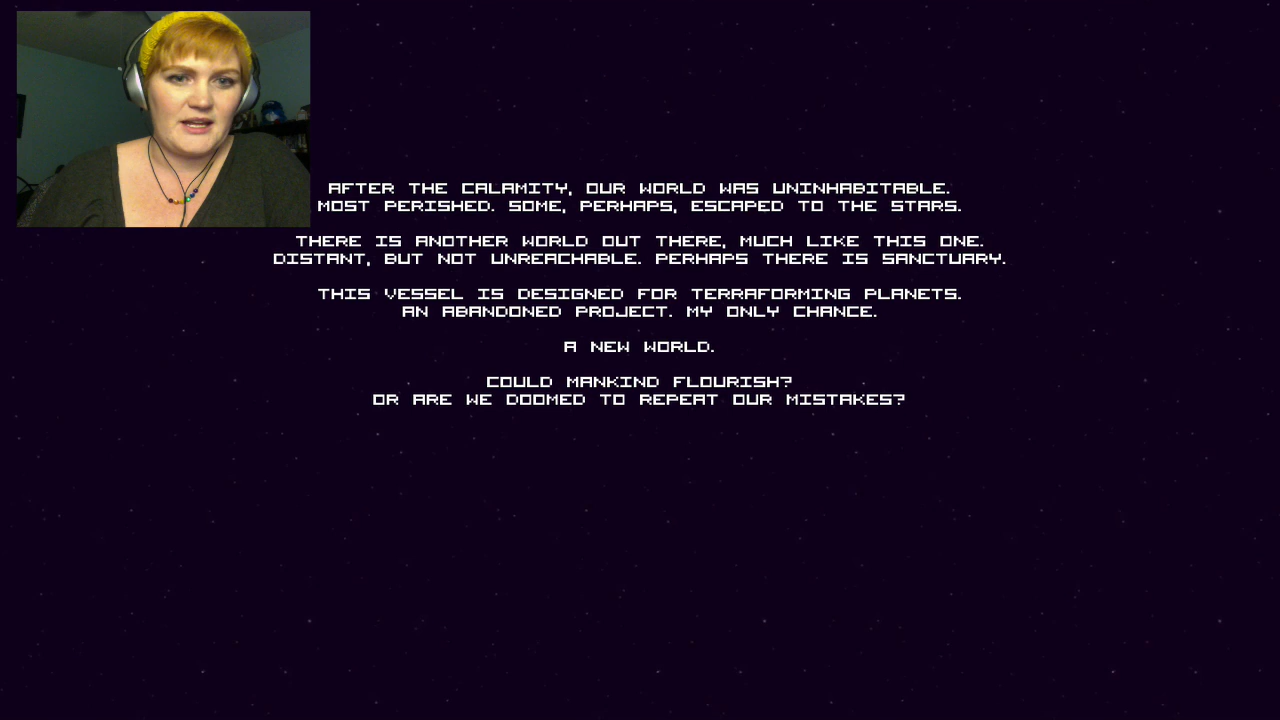 AFTER THE CALAMITY, OUR WORLD WAS UNINHABITABLE.
MOST PERISHED. SOME, PERHAPS, ESCAPED TO THE STARS.
THERE IS ANOTHER WORLD OUT THERE, MUCH LIKE THIS ONE.
DISTANT, BUT NOT UNREACHABLE. PERHAPS THERE IS SANCTUARY.
THIS VESSEL IS DESIGNED FOR TERRAFORMING PLANETS.
AN ABANDONED PROJECT. MY ONLY CHANCE.
A NEW WORLD.
COULD MANKIND FLOURISH?
OR ARE WE DOOMED TO REPEAT OUR MISTAKES?